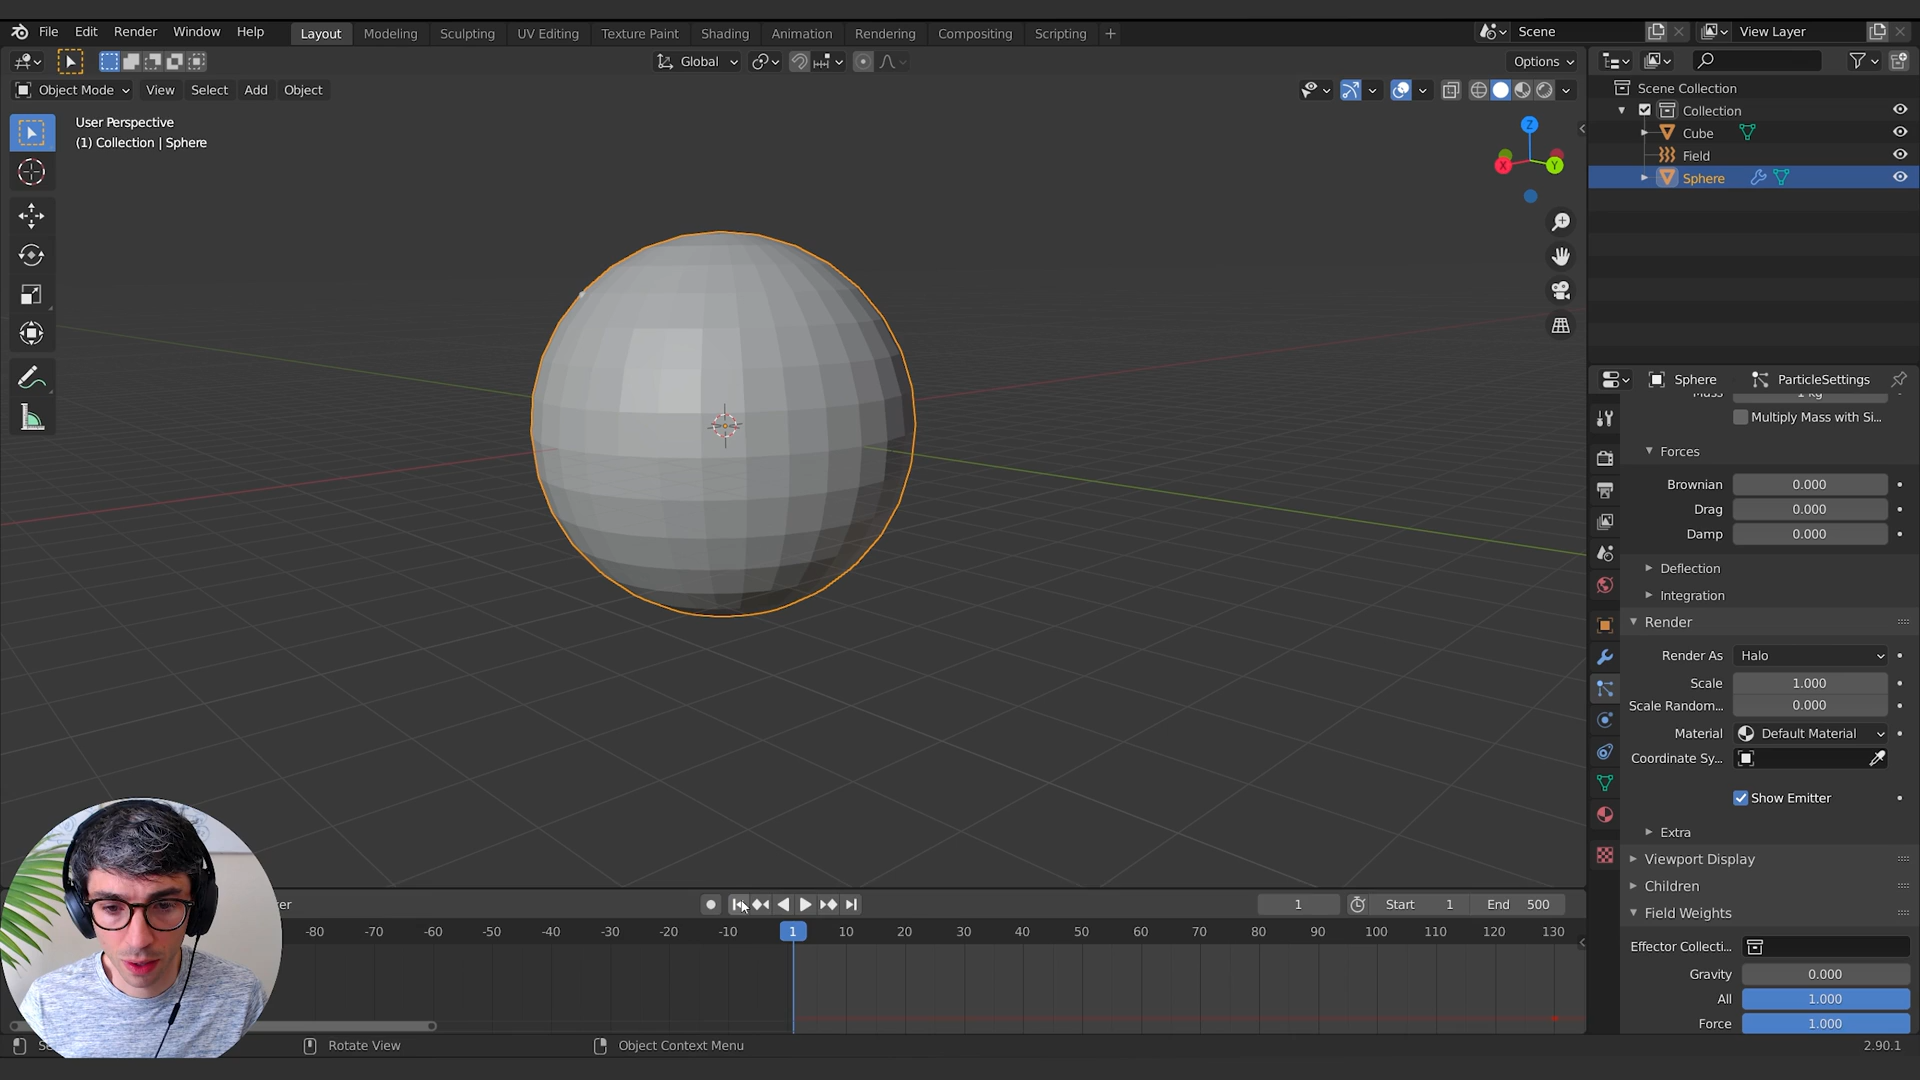 File Edit Render Window Help Layout Modeling Sculpting UV Editing Texture Paint Shading Animation Rendering Compositing Scripting + Scene View Layer
Global Options
Object Mode View Select Add Object
User Perspective
(1) Collection | Sphere
Z
X
Y
Scene Collection
Collection
Cube
Field
Sphere
Sphere ParticleSettings
Mass 1 kg
Multiply Mass with Si...
Forces
Brownian 0.000
Drag 0.000
Damp 0.000
Deflection
Integration
Render
Render As Halo
Scale 1.000
Scale Random... 0.000
Material Default Material
Coordinate Sy...
Show Emitter
Extra
Viewport Display
Children
Field Weights
Effector Collecti...
Gravity 0.000
All 1.000
Force 1.000
1 Start 1 End 500
-80 -70 -60 -50 -40 -30 -20 -10 1 10 20 30 40 50 60 70 80 90 100 110 120 130
Rotate View Object Context Menu 2.90.1